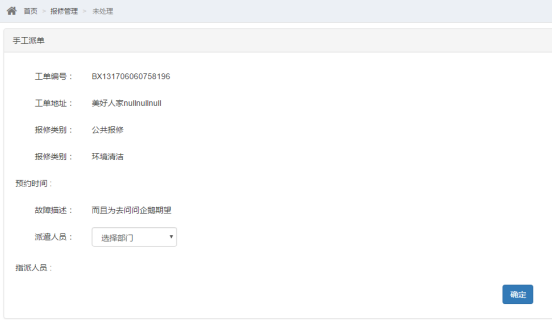 首页 > 报修管理 > 未处理
手工派单
工单编号： BX131706060758196
工单地址： 美好人家nullnullnull
报修类别： 公共报修
报修类别： 环境清洁
预约时间：
故障描述： 而且为去问问企鹅期望
派遣人员： 选择部门
指派人员：
确定